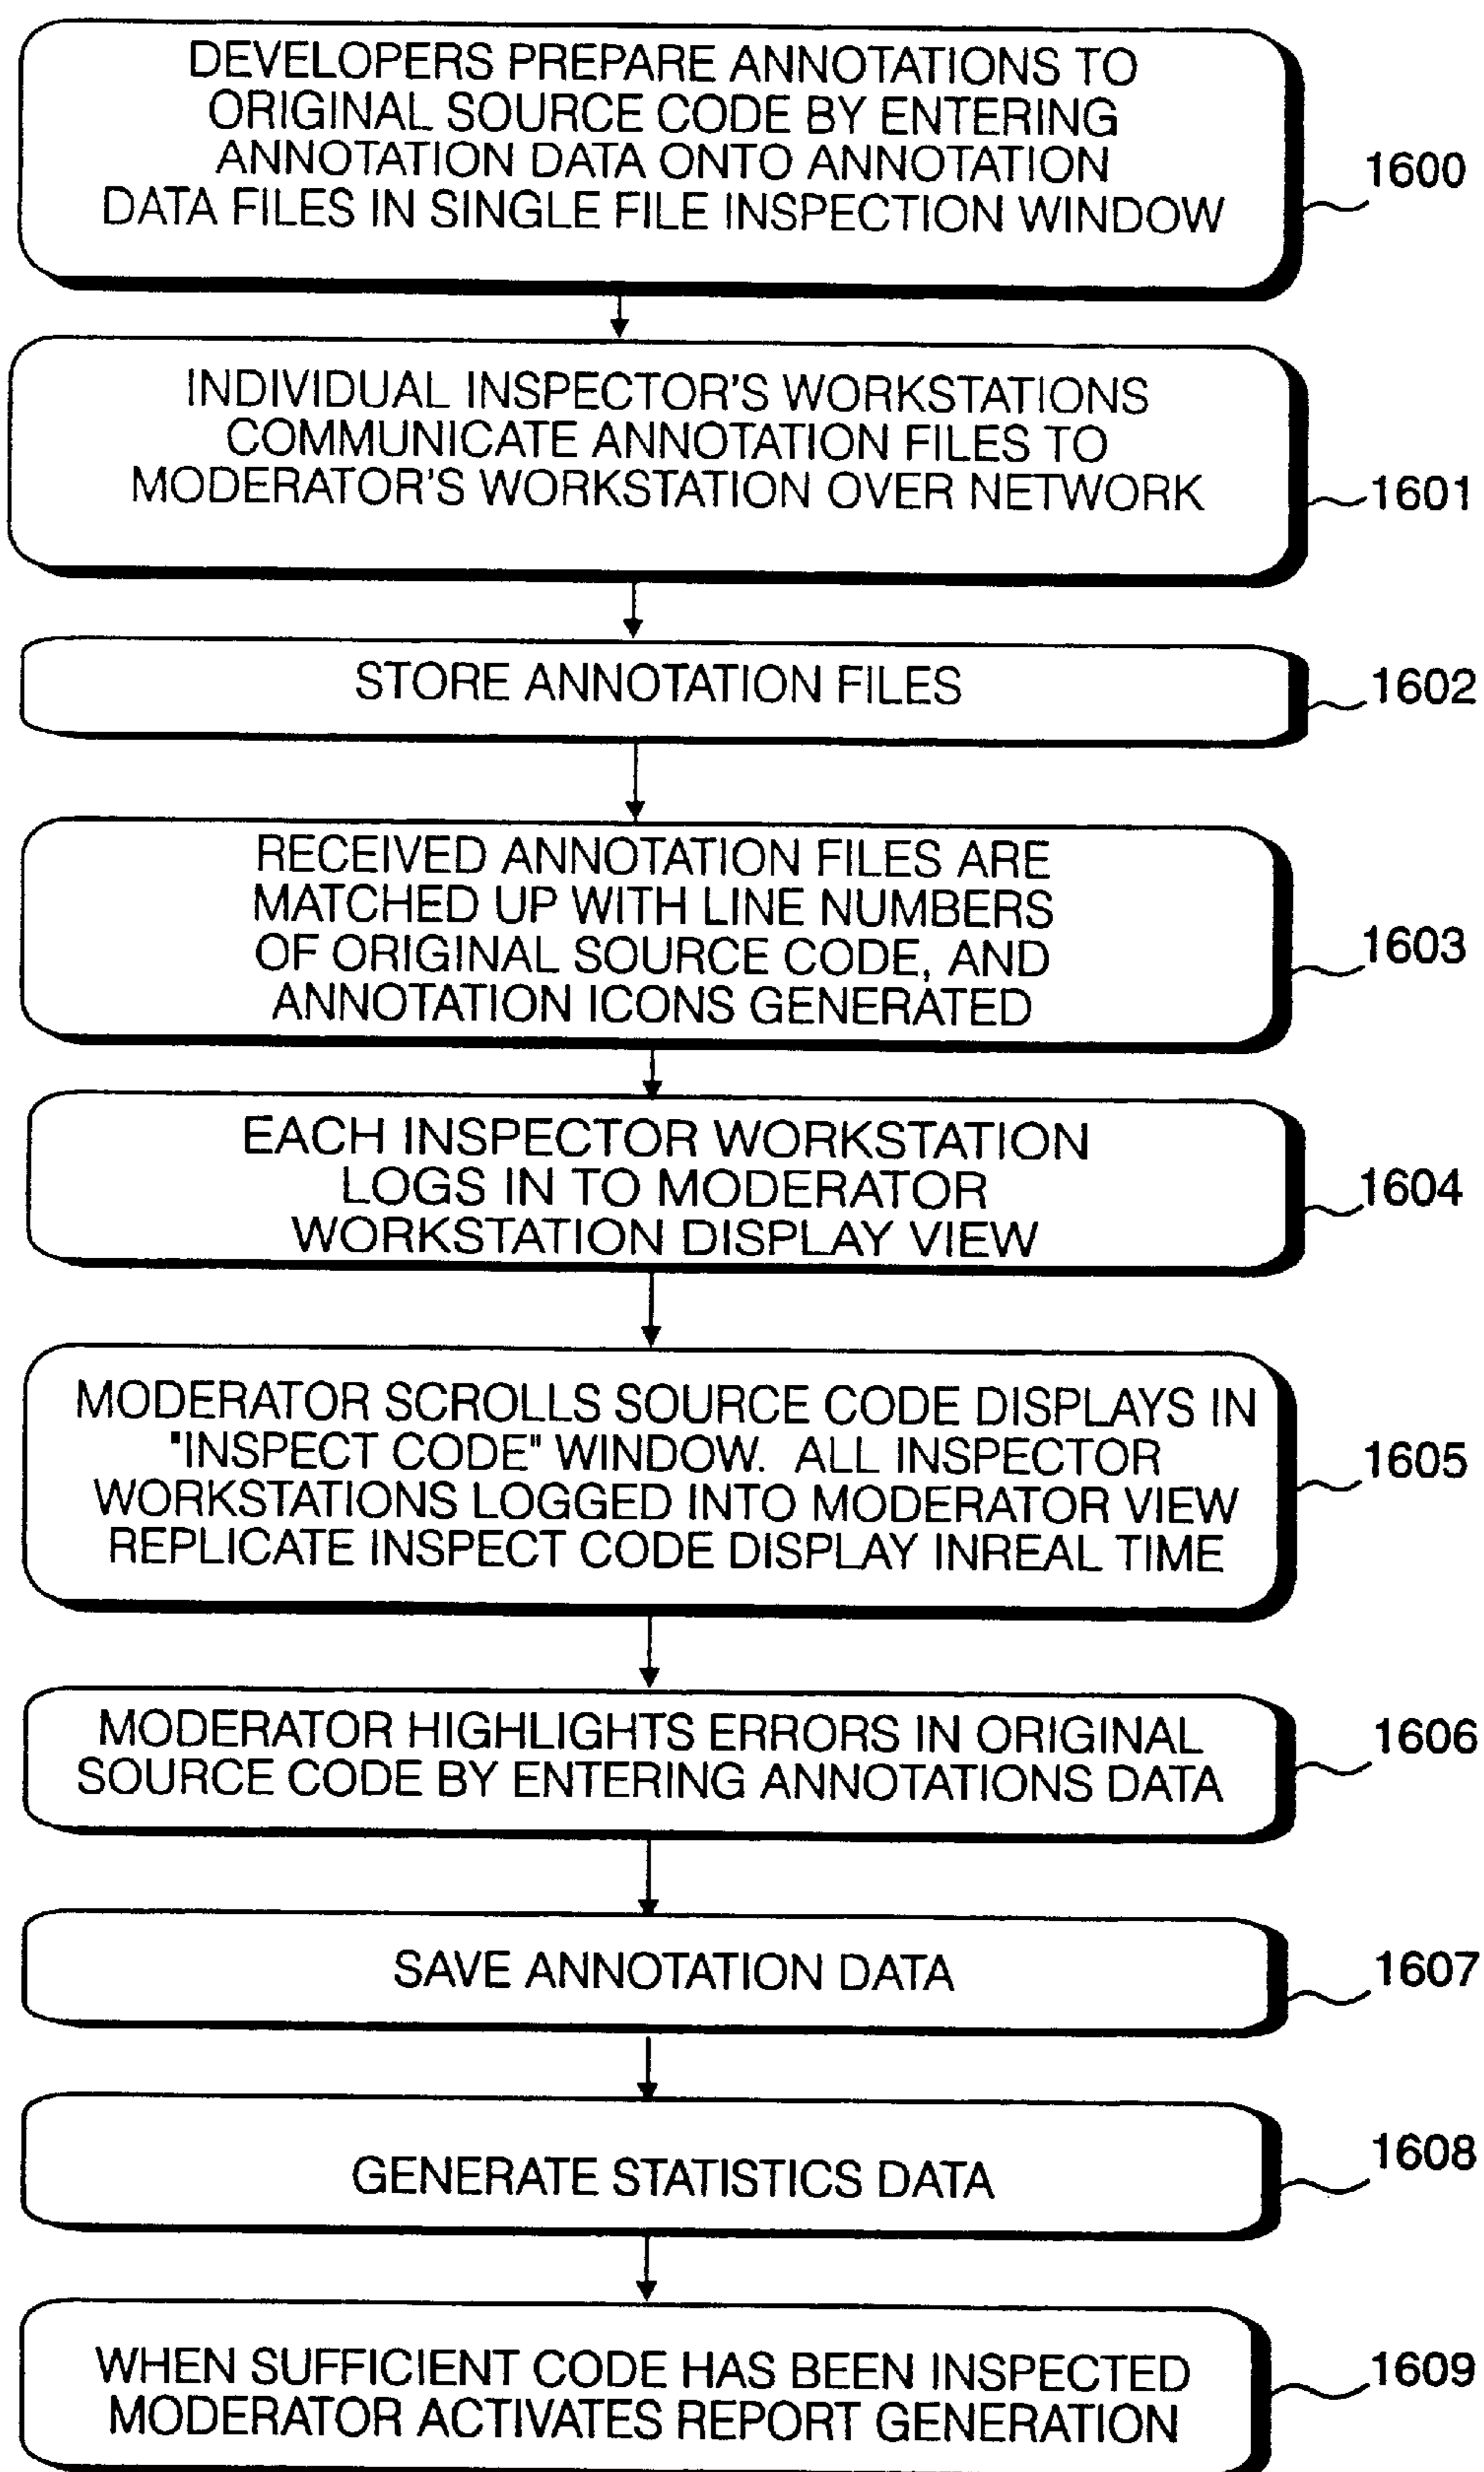 DEVELOPERS PREPARE ANNOTATIONS TO
ORIGINAL SOURCE CODE BY ENTERING
ANNOTATION DATA ONTO ANNOTATION
DATA FILES IN SINGLE FILE INSPECTION WINDOW
1600
INDIVIDUAL INSPECTOR'S WORKSTATIONS
COMMUNICATE ANNOTATION FILES TO
MODERATOR'S WORKSTATION OVER NETWORK
1601
STORE ANNOTATION FILES
1602
RECEIVED ANNOTATION FILES ARE
MATCHED UP WITH LINE NUMBERS
OF ORIGINAL SOURCE CODE, AND
ANNOTATION ICONS GENERATED
1603
EACH INSPECTOR WORKSTATION
LOGS IN TO MODERATOR
WORKSTATION DISPLAY VIEW
1604
MODERATOR SCROLLS SOURCE CODE DISPLAYS IN
"INSPECT CODE" WINDOW. ALL INSPECTOR
WORKSTATIONS LOGGED INTO MODERATOR VIEW
REPLICATE INSPECT CODE DISPLAY INREAL TIME
1605
MODERATOR HIGHLIGHTS ERRORS IN ORIGINAL
SOURCE CODE BY ENTERING ANNOTATIONS DATA
1606
SAVE ANNOTATION DATA
1607
GENERATE STATISTICS DATA
1608
WHEN SUFFICIENT CODE HAS BEEN INSPECTED
MODERATOR ACTIVATES REPORT GENERATION
1609